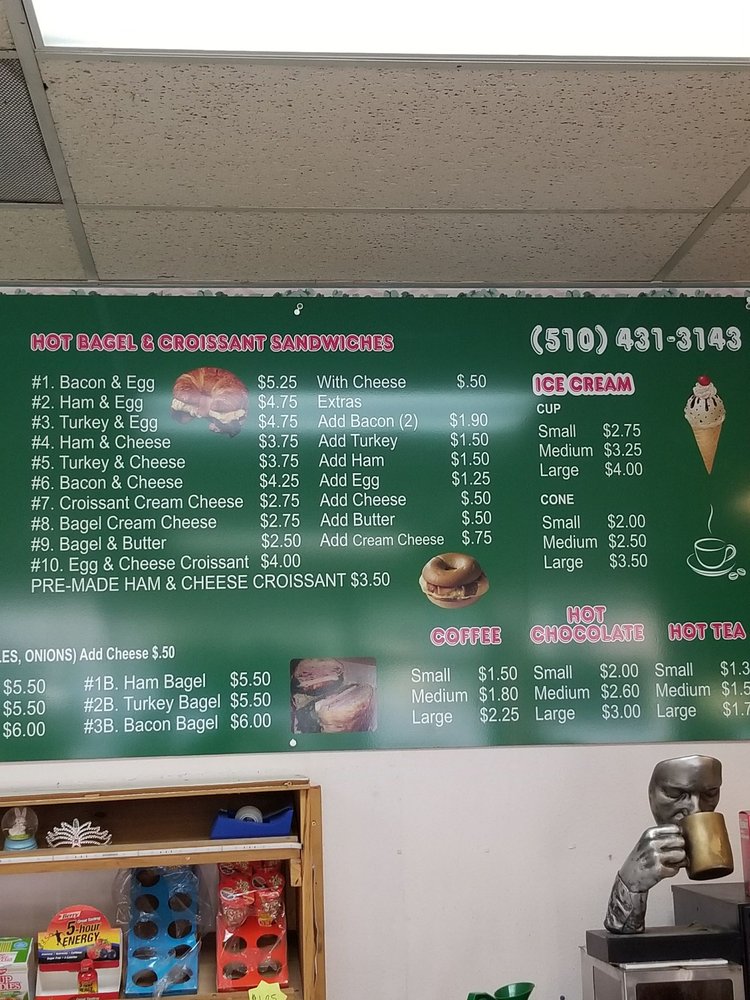 HOT BAGEL & CROISSANT SANDWICHES
#1. Bacon & Egg $5.25
#2. Ham & Egg $4.75
#3. Turkey & Egg $4.75
#4. Ham & Cheese $3.75
#5. Turkey & Cheese $3.75
#6. Bacon & Cheese $4.25
#7. Croissant Cream Cheese $2.75
#8. Bagel Cream Cheese $2.75
#9. Bagel & Butter $2.50
#10. Egg & Cheese Croissant $4.00
PRE-MADE HAM & CHEESE CROISSANT $3.50
With Cheese $.50
Extras
Add Bacon (2) $1.90
Add Turkey $1.50
Add Ham $1.50
Add Egg $1.25
Add Cheese $.50
Add Butter $.50
Add Cream Cheese $.75
(510) 431-3143
ICE CREAM
CUP
Small $2.75
Medium $3.25
Large $4.00
CONE
Small $2.00
Medium $2.50
Large $3.50
LES, ONIONS) Add Cheese $.50
$5.50
$5.50
$6.00
#1B. Ham Bagel $5.50
#2B. Turkey Bagel $5.50
#3B. Bacon Bagel $6.00
COFFEE
Small $1.50
Medium $1.80
Large $2.25
HOT
CHOCOLATE
Small $2.00
Medium $2.60
Large $3.00
HOT TEA
Small $1.3
Medium $1.5
Large $1.7
Berry
5-hour
ENERGY